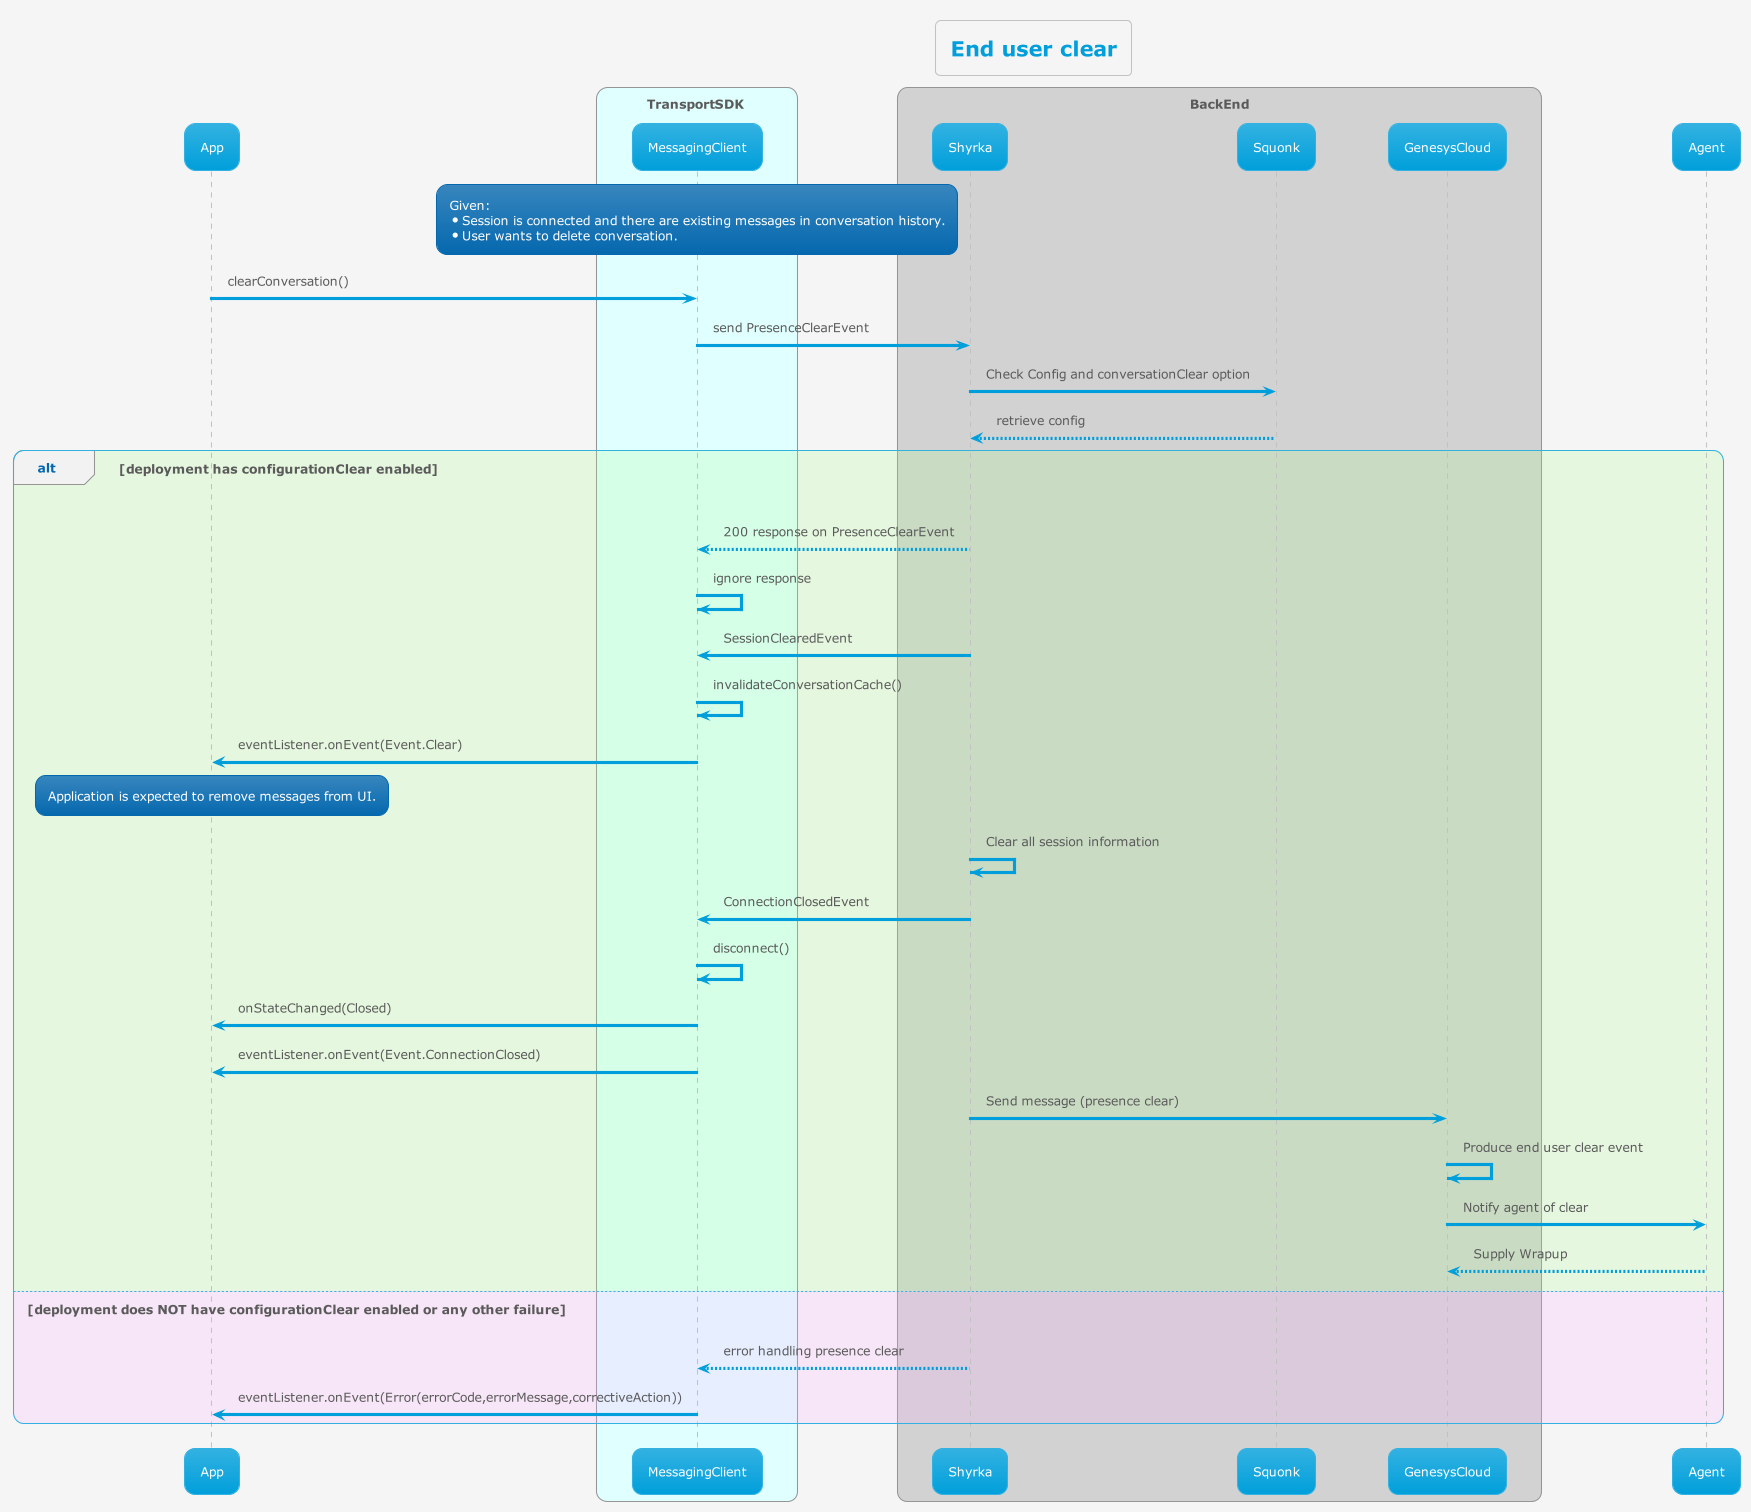 End user clear
TransportSDK
BackEnd
App
MessagingClient
Shyrka
Squonk
GenesysCloud
Agent
Given:
• Session is connected and there are existing messages in conversation history.
• User wants to delete conversation.
clearConversation()
send PresenceClearEvent
Check Config and conversationClear option
retrieve config
alt
[deployment has configurationClear enabled]
200 response on PresenceClearEvent
ignore response
SessionClearedEvent
invalidateConversationCache()
eventListener.onEvent(Event.Clear)
Application is expected to remove messages from UI.
Clear all session information
ConnectionClosedEvent
disconnect()
onStateChanged(Closed)
eventListener.onEvent(Event.ConnectionClosed)
Send message (presence clear)
Produce end user clear event
Notify agent of clear
Supply Wrapup
[deployment does NOT have configurationClear enabled or any other failure]
error handling presence clear
eventListener.onEvent(Error(errorCode,errorMessage,correctiveAction))
App
MessagingClient
Shyrka
Squonk
GenesysCloud
Agent